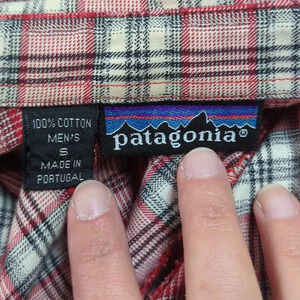 100% COTTON
MEN'S
S
MADE IN
PORTUGAL
patagonia®